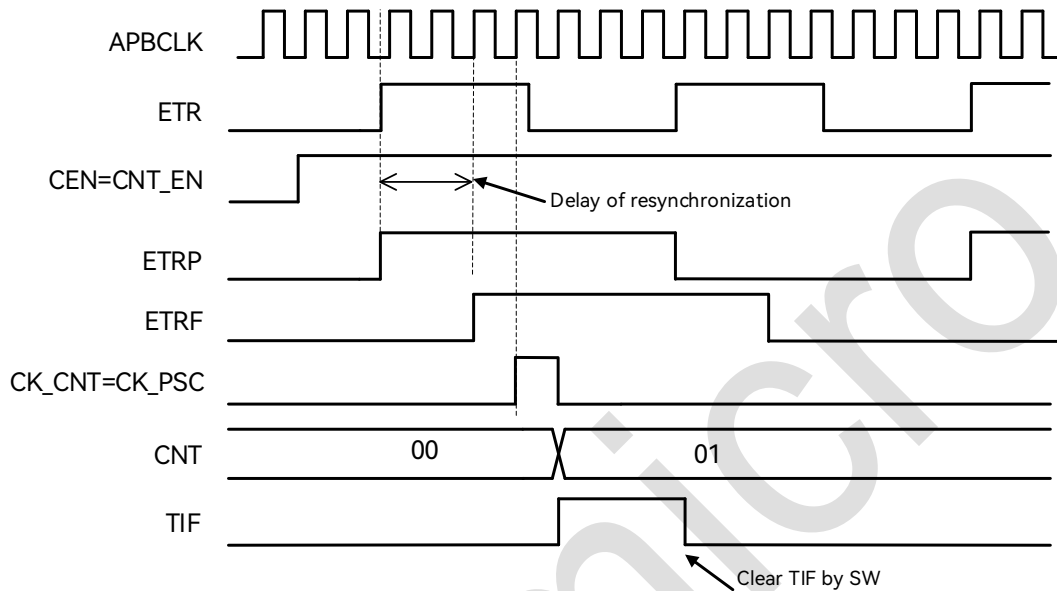 APBCLK
ETR
CEN=CNT_EN
Delay of resynchronization
ETRP
ETRF
CK_CNT=CK_PSC
CNT
00
01
TIF
Clear TIF by SW
micro